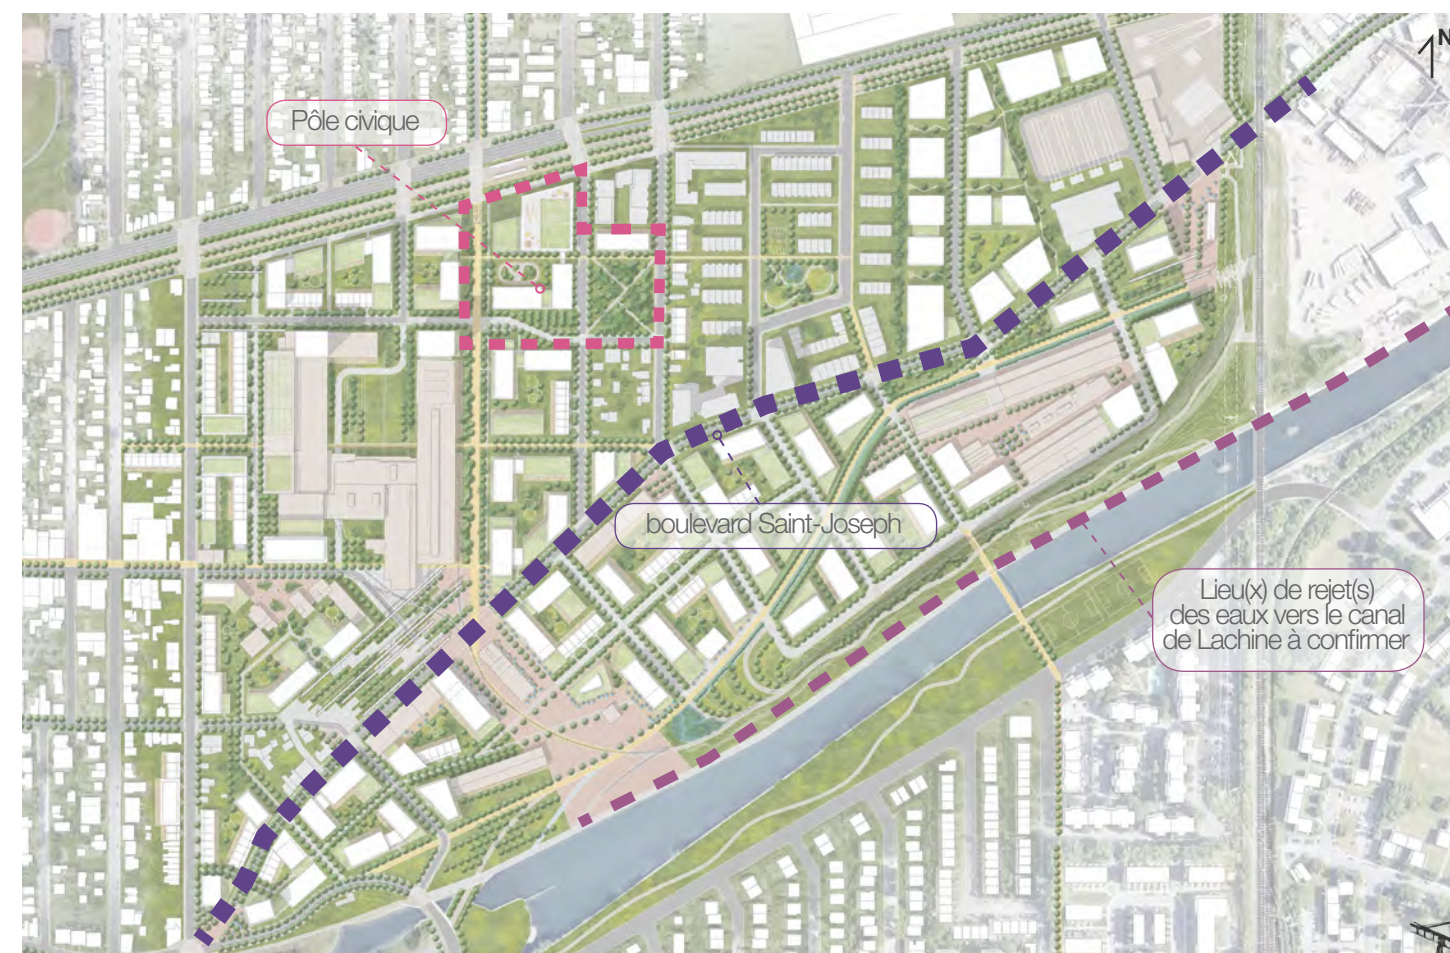 N
Pôle civique
boulevard Saint-Joseph
Lieu(x) de rejet(s)
des eaux vers le canal
de Lachine à confirmer